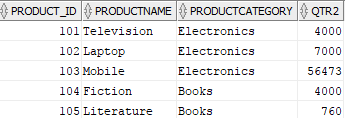 PRODUCT_ID PRODUCTNAME PRODUCTCATEGORY QTR2
101 Television Electronics 4000
102 Laptop Electronics 7000
103 Mobile Electronics 56473
104 Fiction Books 4000
105 Literature Books 760